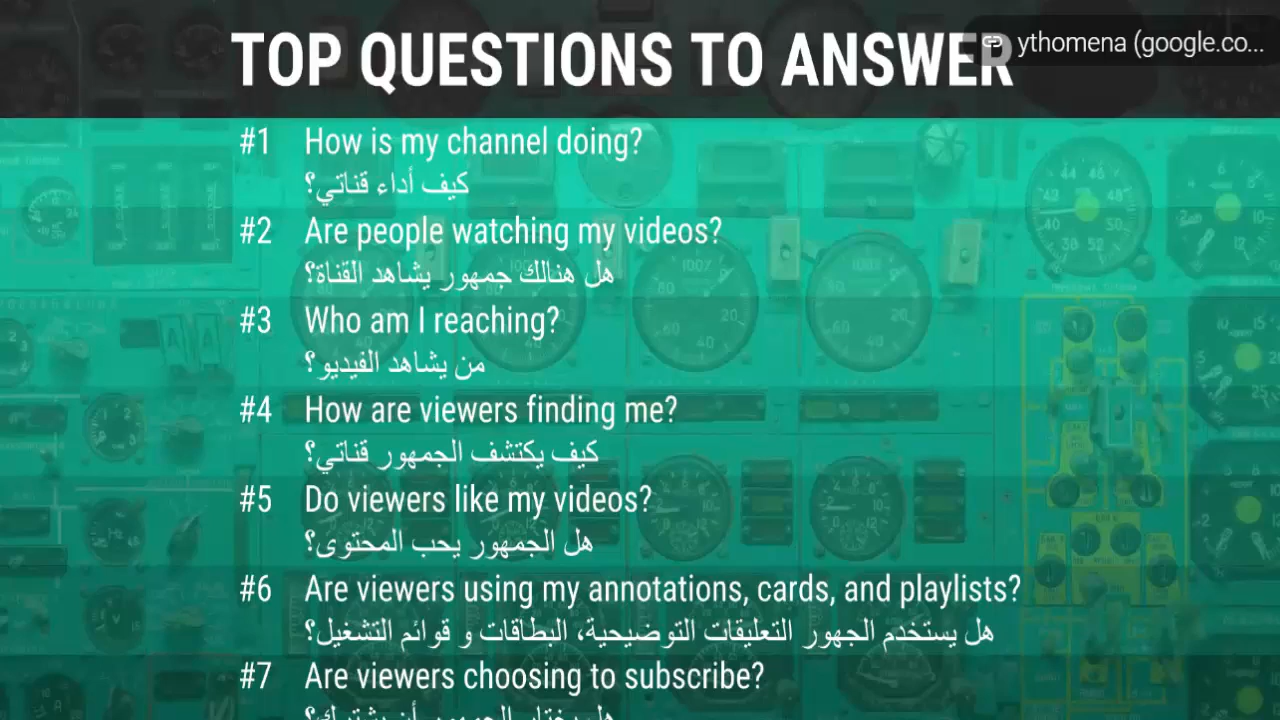 TOP QUESTIONS TO ANSWER
ythomena (google.co...
#1 How is my channel doing?
كيف أداء قناتي؟
#2 Are people watching my videos?
هل هنالك جمهور يشاهد القناة؟
#3 Who am I reaching?
من يشاهد الفيديو؟
#4 How are viewers finding me?
كيف يكتشف الجمهور قناتي؟
#5 Do viewers like my videos?
هل الجمهور يحب المحتوى؟
#6 Are viewers using my annotations, cards, and playlists?
هل يستخدم الجهور التعليقات التوضيحية، البطاقات و قوائم التشغيل؟
#7 Are viewers choosing to subscribe?